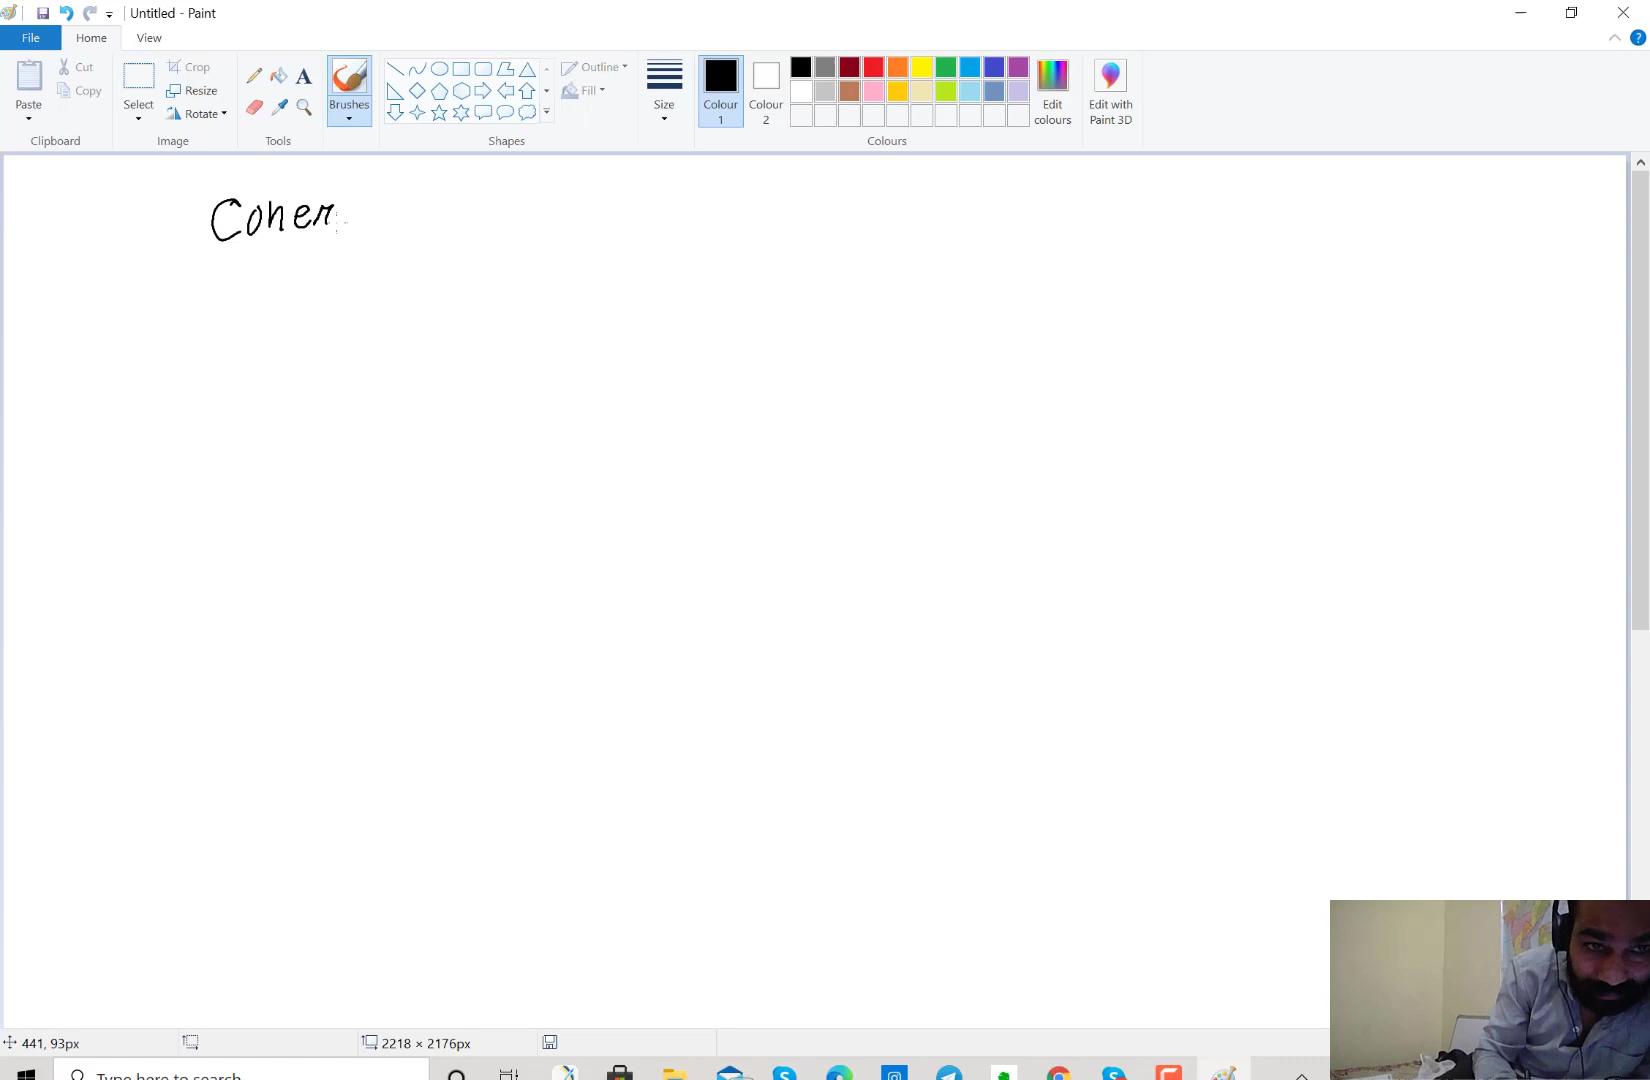 Untitled - Paint
File Home View
Paste Cut Copy Clipboard
Select Crop Resize Rotate Image
Tools
Brushes
Outline Fill Shapes
Size
Colour 1 Colour 2 Edit colours Colours
Edit with Paint 3D
Coher
441, 93px 2218 × 2176px
Type here to search